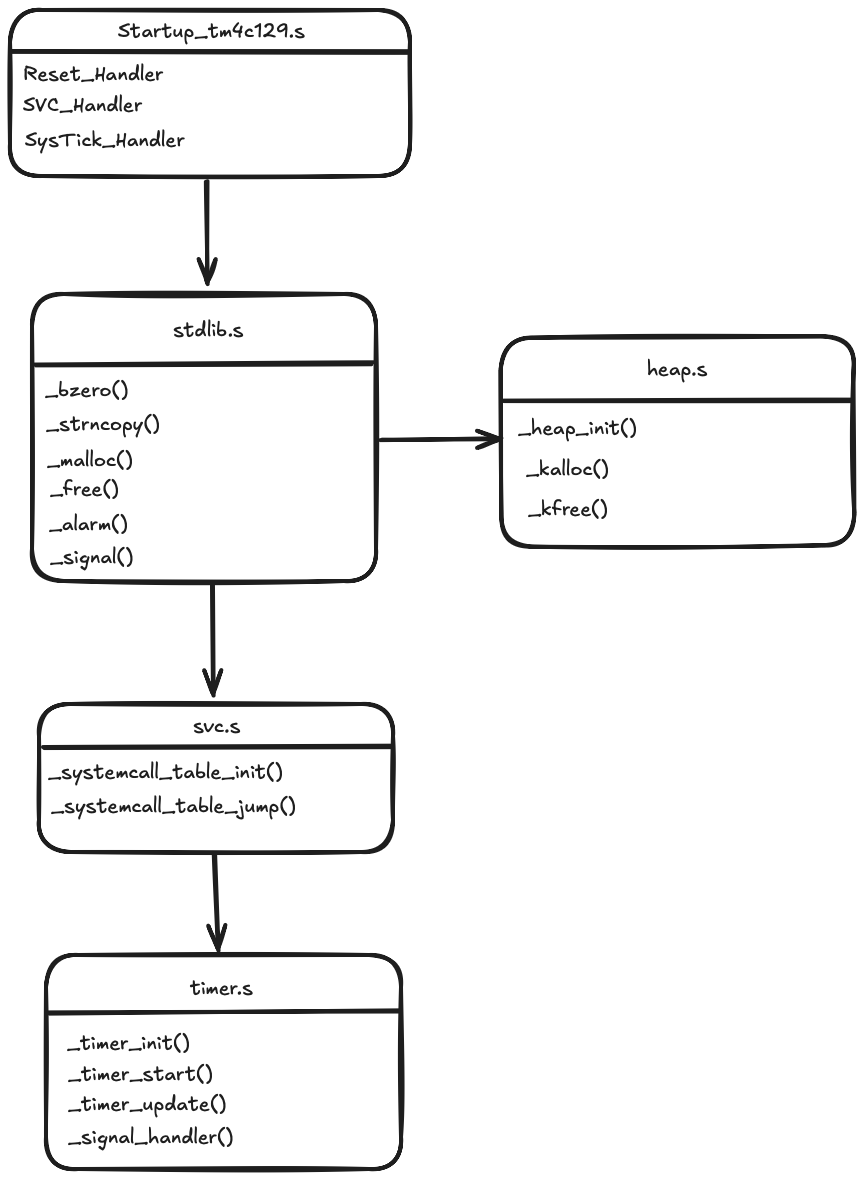 Startup_tm4c129.s
Reset_Handler
SVC_Handler
SysTick_Handler
stdlib.s
_bzero()
_strncopy()
_malloc()
_free()
_alarm()
_signal()
heap.s
_heap_init()
_kalloc()
_kfree()
svc.s
_systemcall_table_init()
_systemcall_table_jump()
timer.s
_timer_init()
_timer_start()
_timer_update()
_signal_handler()